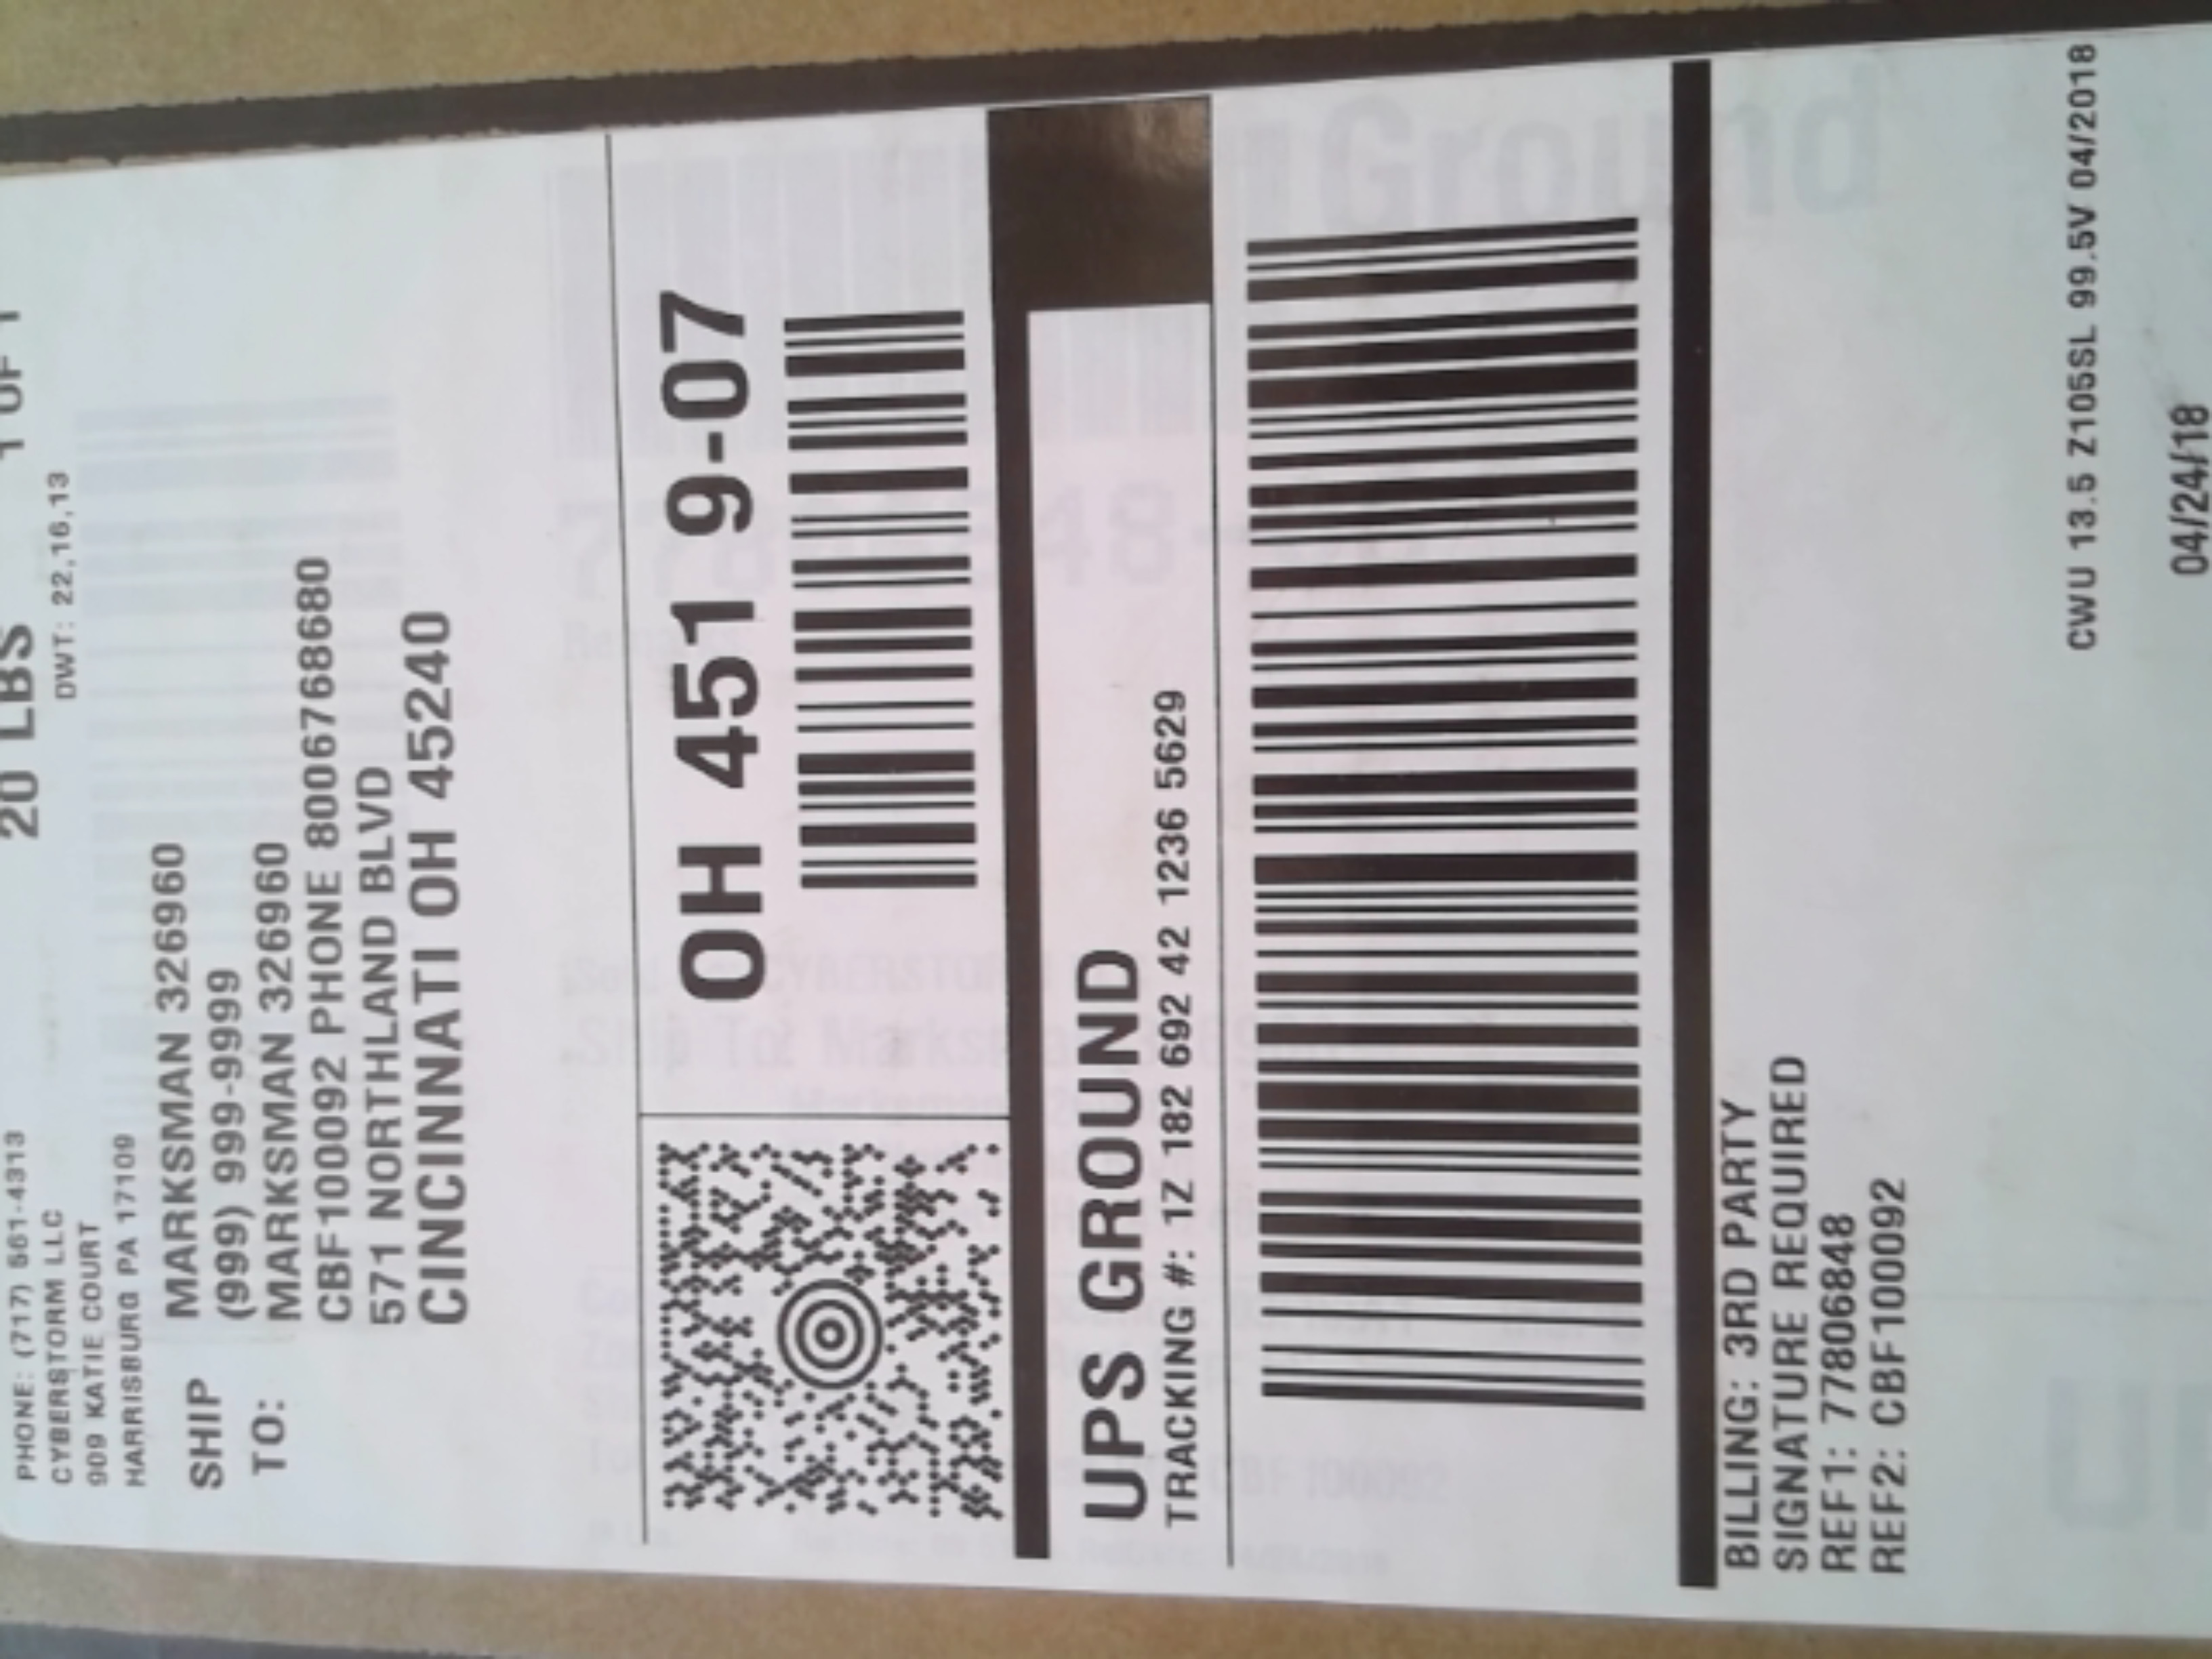 PHONE: (717) 561-4313
CYBERSTORM LLC
909 KATIE COURT
HARRISBURG PA 17109
20 LBS
1 OF 1
DWT: 22,16,13
SHIP
TO:
MARKSMAN 326960
(999) 999-9999
MARKSMAN 326960
CBF100092 PHONE 8006768680
571 NORTHLAND BLVD
CINCINNATI OH 45240
OH 451 9-07
UPS GROUND
TRACKING #: 1Z 182 692 42 1236 5629
BILLING: 3RD PARTY
SIGNATURE REQUIRED
REF1: 77806848
REF2: CBF100092
CWU 13.5 Z105SL 99.5V 04/2018
04/24/18